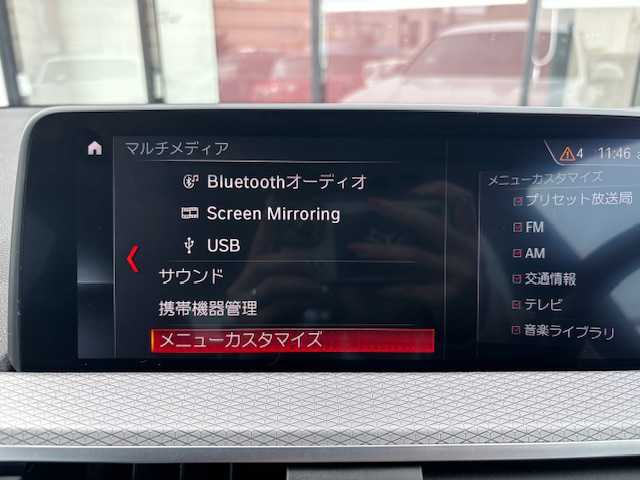 マルチメディア
Bluetoothオーディオ
Screen Mirroring
USB
サウンド
携帯機器管理
メニューカスタマイズ
4 11:46
メニューカスタマイズ
プリセット放送局
FM
AM
交通情報
テレビ
音楽ライブラリ